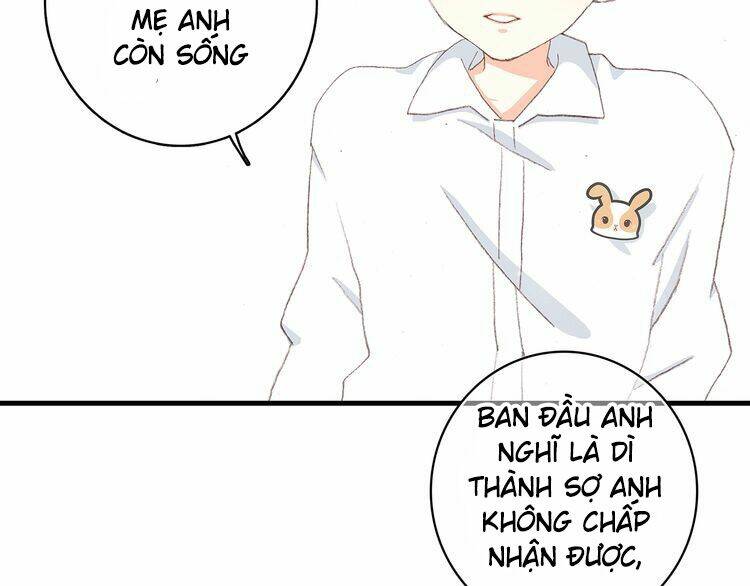 MẸ ANH
CÒN SỐNG
BAN ĐẦU ANH
NGHĨ LÀ DÌ
THÀNH SỢ ANH
KHÔNG CHẤP
NHẬN ĐƯỢC,